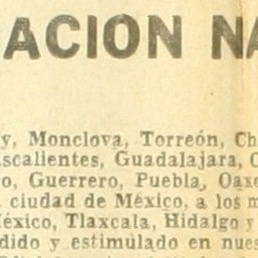 ACION NA
y, Monclova, Torreón, Ch
scalientes, Guadalajara, C
o, Guerrero, Puebla, Oax
ciudad de México, a los m
éxico, Tlaxcala, Hidalgo y
dido y estimulado en nues